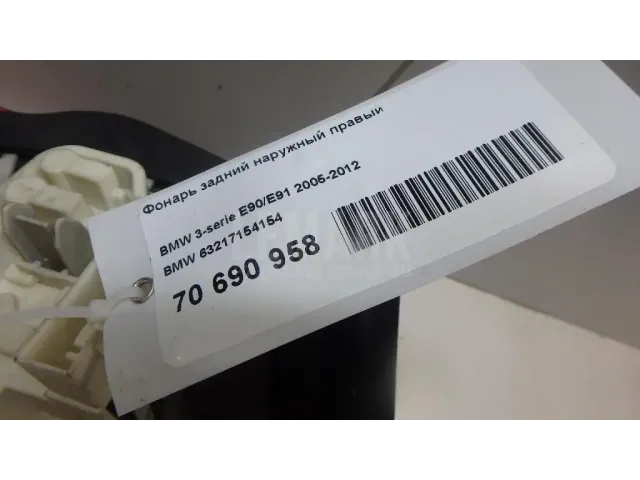 Фонарь задний наружный правый
BMW 3-serie E90/E91 2005-2012
BMW 63217154154
70 690 958